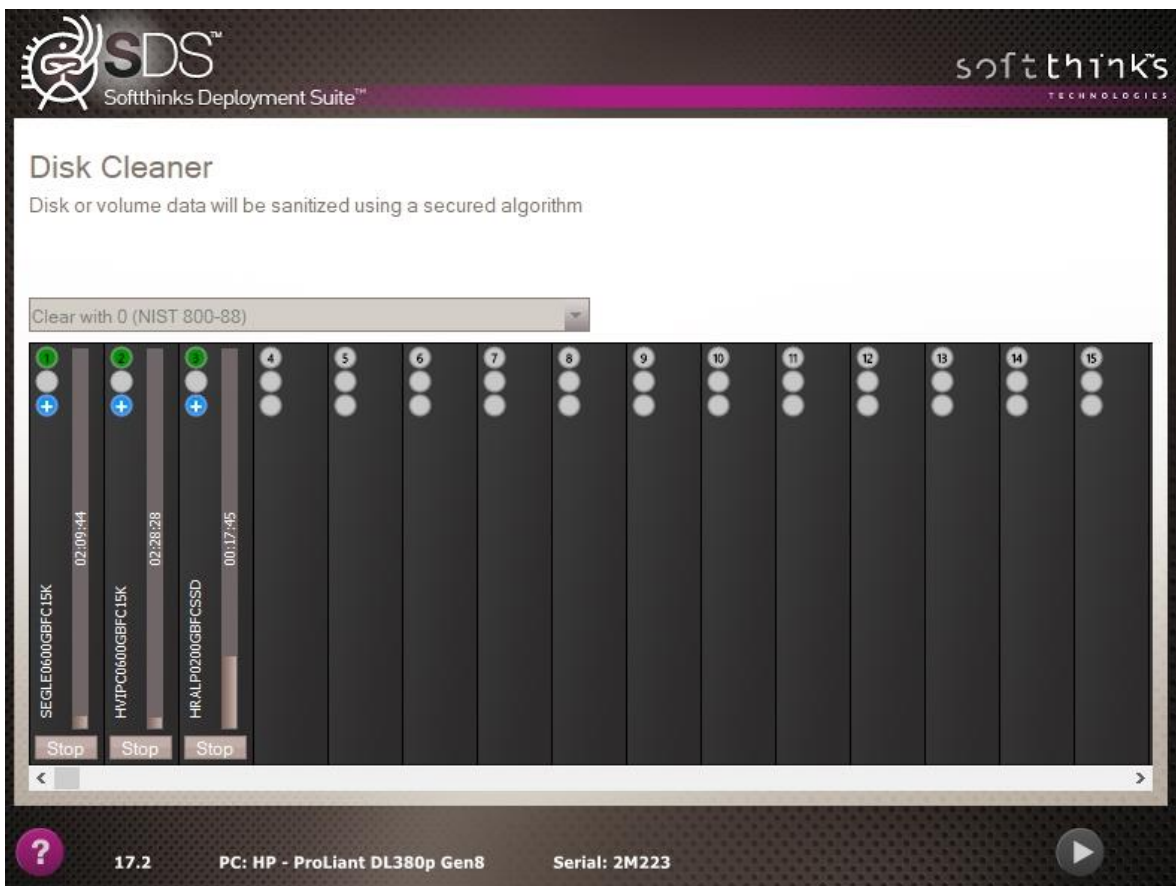 SDS™
Softthinks Deployment Suite™
softthinks
TECHNOLOGIES
Disk Cleaner
Disk or volume data will be sanitized using a secured algorithm
Clear with 0 (NIST 800-88)
1 2 3 4 5 6 7 8 9 10 11 12 13 14 15
SEGLE0600GBFC15K
02:09:44
HVIPC0600GBFC15K
02:28:28
HRALP0200GBFCSSD
00:17:45
Stop Stop Stop
? 17.2 PC: HP - ProLiant DL380p Gen8 Serial: 2M223